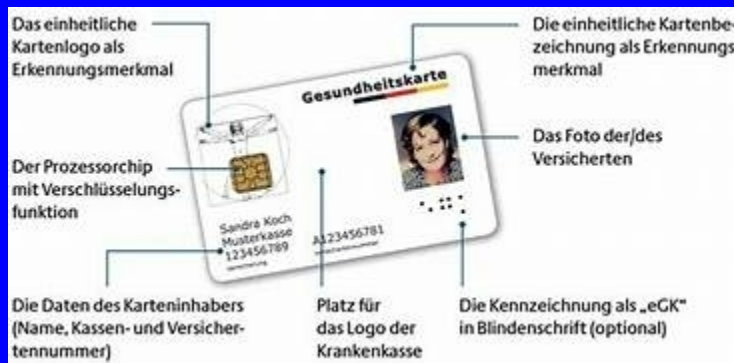 Das einheitliche
Kartenlogo als
Erkennungsmerkmal
Die einheitliche Kartenbe-
zeichnung als Erkennungs
merkmal
Gesundheitskarte
Das Foto der/des
Versicherten
Der Prozessorchip
mit Verschlüsselungs-
funktion
Sandra Koch
Musterkasse
123456789
Versicherung
A123456781
Versichertennummer
Die Daten des Karteninhabers
(Name, Kassen- und Versicher-
tennummer)
Platz für
das Logo der
Krankenkasse
Die Kennzeichnung als „eGK“
in Blindenschrift (optional)